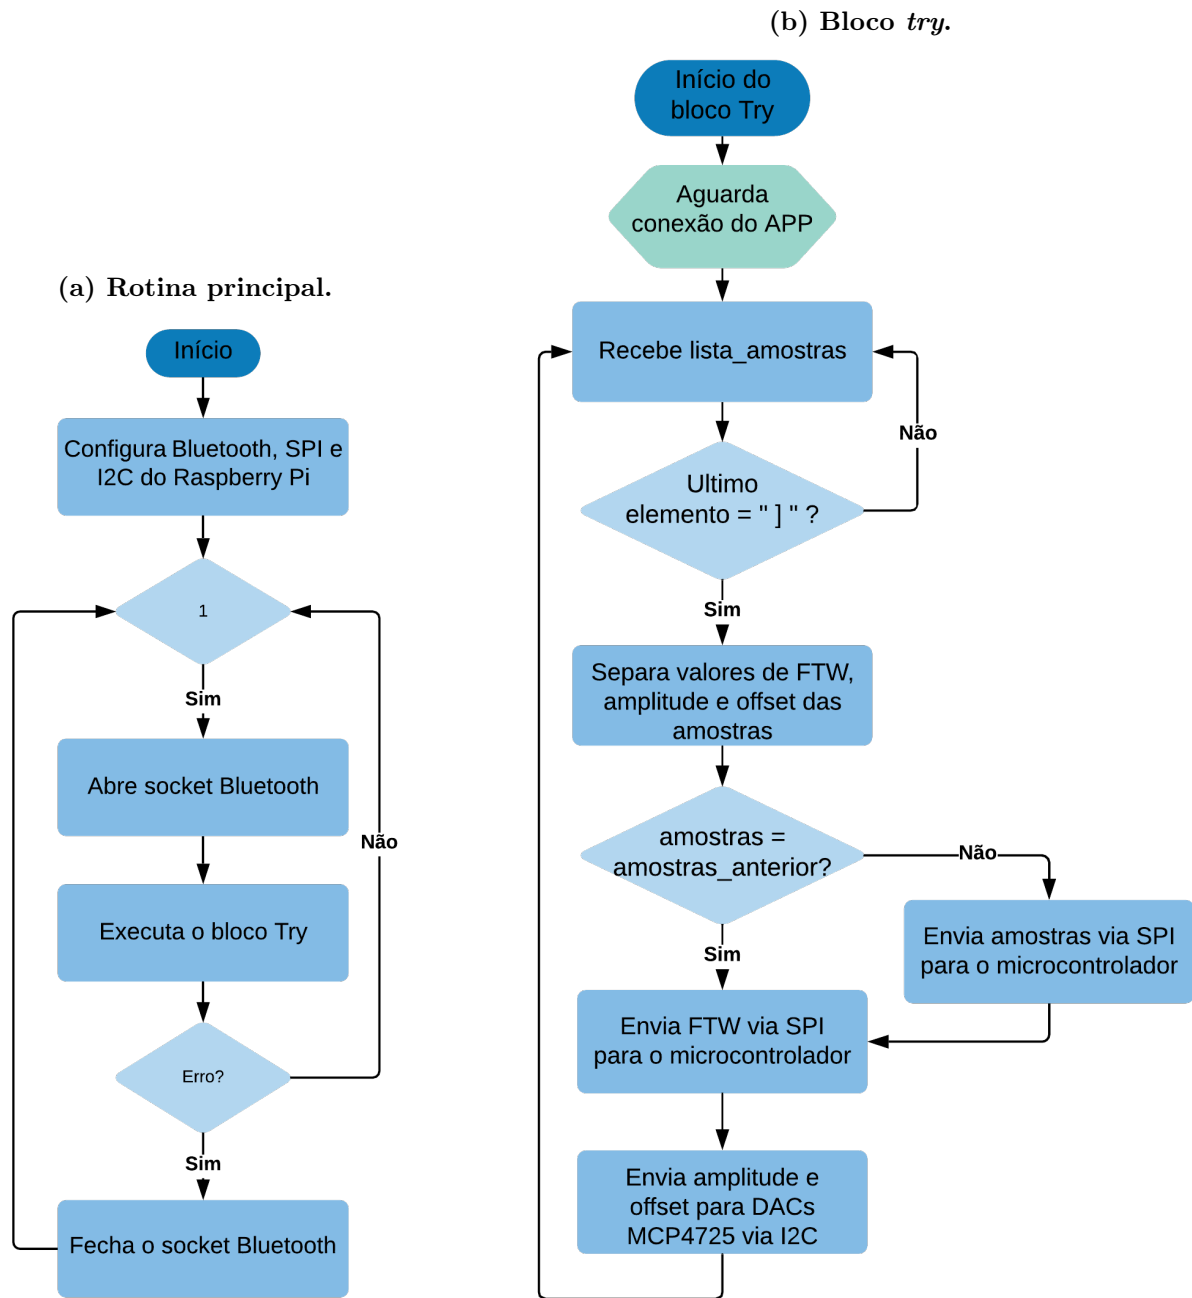 (a) Rotina principal.
Início
Configura Bluetooth, SPI e
I2C do Raspberry Pi
1
Sim
Abre socket Bluetooth
Não
Executa o bloco Try
Erro?
Sim
Fecha o socket Bluetooth
(b) Bloco try.
Início do
bloco Try
Aguarda
conexão do APP
Recebe lista_amostras
Não
Ultimo
elemento = " ] " ?
Sim
Separa valores de FTW,
amplitude e offset das
amostras
amostras =
amostras_anterior?
Não
Envia amostras via SPI
para o microcontrolador
Sim
Envia FTW via SPI
para o microcontrolador
Envia amplitude e
offset para DACs
MCP4725 via I2C